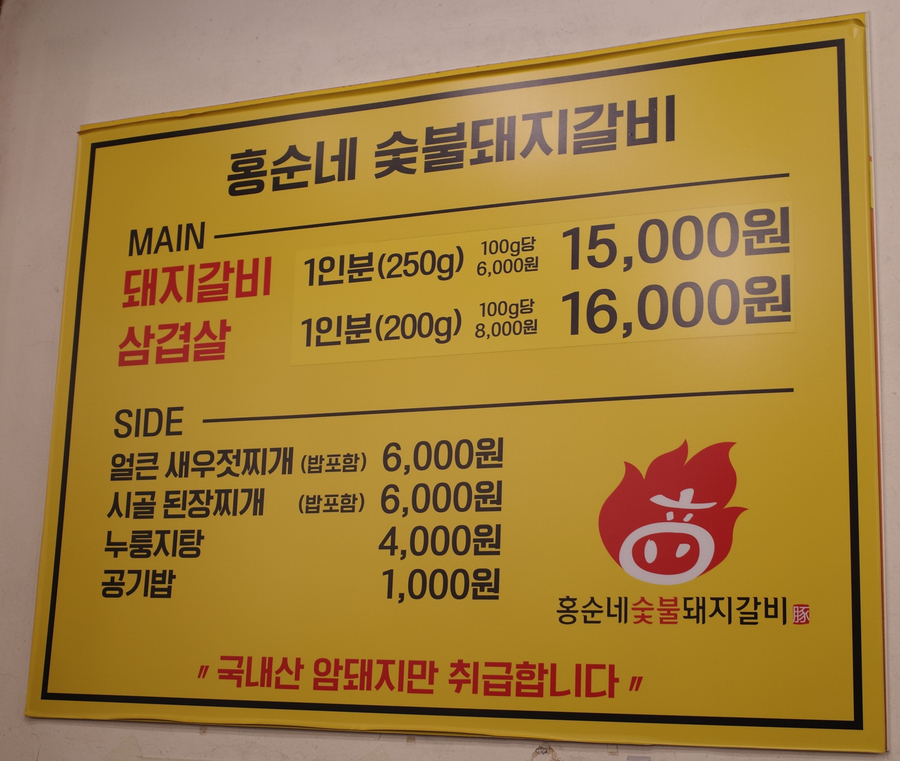 홍순네 숯불돼지갈비
MAIN
돼지갈비 1인분(250g) 100g당 6,000원 15,000원
삼겹살 1인분(200g) 100g당 8,000원 16,000원
SIDE
얼큰 새우젓찌개 (밥포함) 6,000원
시골 된장찌개 (밥포함) 6,000원
누룽지탕 4,000원
공기밥 1,000원
홍순네숯불돼지갈비 豚
〃국내산 암돼지만 취급합니다〃